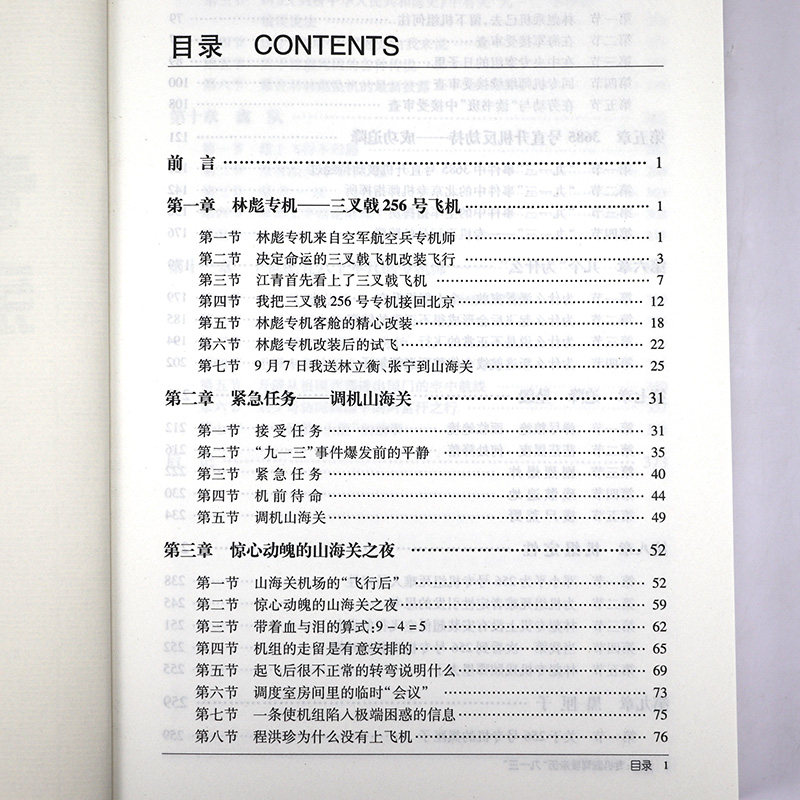 目录 CONTENTS
前 言 …… 1
第一章 林彪专机——三叉戟256号飞机 …… 1
第一节 林彪专机来自空军航空兵专机师 …… 1
第二节 决定命运的三叉戟飞机改装飞行 …… 3
第三节 江青首先看上了三叉戟飞机 …… 7
第四节 我把三叉戟256号专机接回北京 …… 12
第五节 林彪专机客舱的精心改装 …… 18
第六节 林彪专机改装后的试飞 …… 22
第七节 9月7日我送林立衡、张宁到山海关 …… 25
第二章 紧急任务——调机山海关 …… 31
第一节 接受任务 …… 31
第二节 “九一三”事件爆发前的平静 …… 35
第三节 紧急任务 …… 40
第四节 机前待命 …… 44
第五节 调机山海关 …… 49
第三章 惊心动魄的山海关之夜 …… 52
第一节 山海关机场的“飞行后” …… 52
第二节 惊心动魄的山海关之夜 …… 59
第三节 带着血与泪的算式:9-4=5 …… 62
第四节 机组的走留是有意安排的 …… 65
第五节 起飞后很不正常的转弯说明什么 …… 69
第六节 调度室房间里的临时“会议” …… 73
第七节 一条使机组陷入极端困惑的信息 …… 75
第八节 程洪珍为什么没有上飞机 …… 76
目录 1